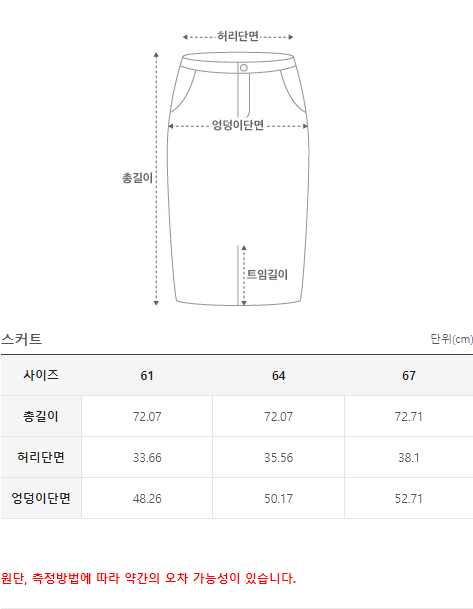 허리단면
엉덩이단면
총길이
트임길이
스커트 단위(cm)
사이즈 61 64 67
총길이 72.07 72.07 72.71
허리단면 33.66 35.56 38.1
엉덩이단면 48.26 50.17 52.71
원단, 측정방법에 따라 약간의 오차 가능성이 있습니다.